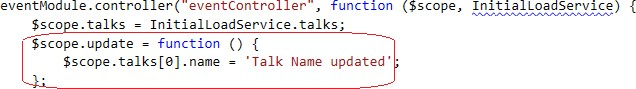 eventModule.controller("eventController", function ($scope, InitialLoadService) {
$scope.talks = InitialLoadService.talks;
$scope.update = function () {
$scope.talks[0].name = 'Talk Name updated';
};